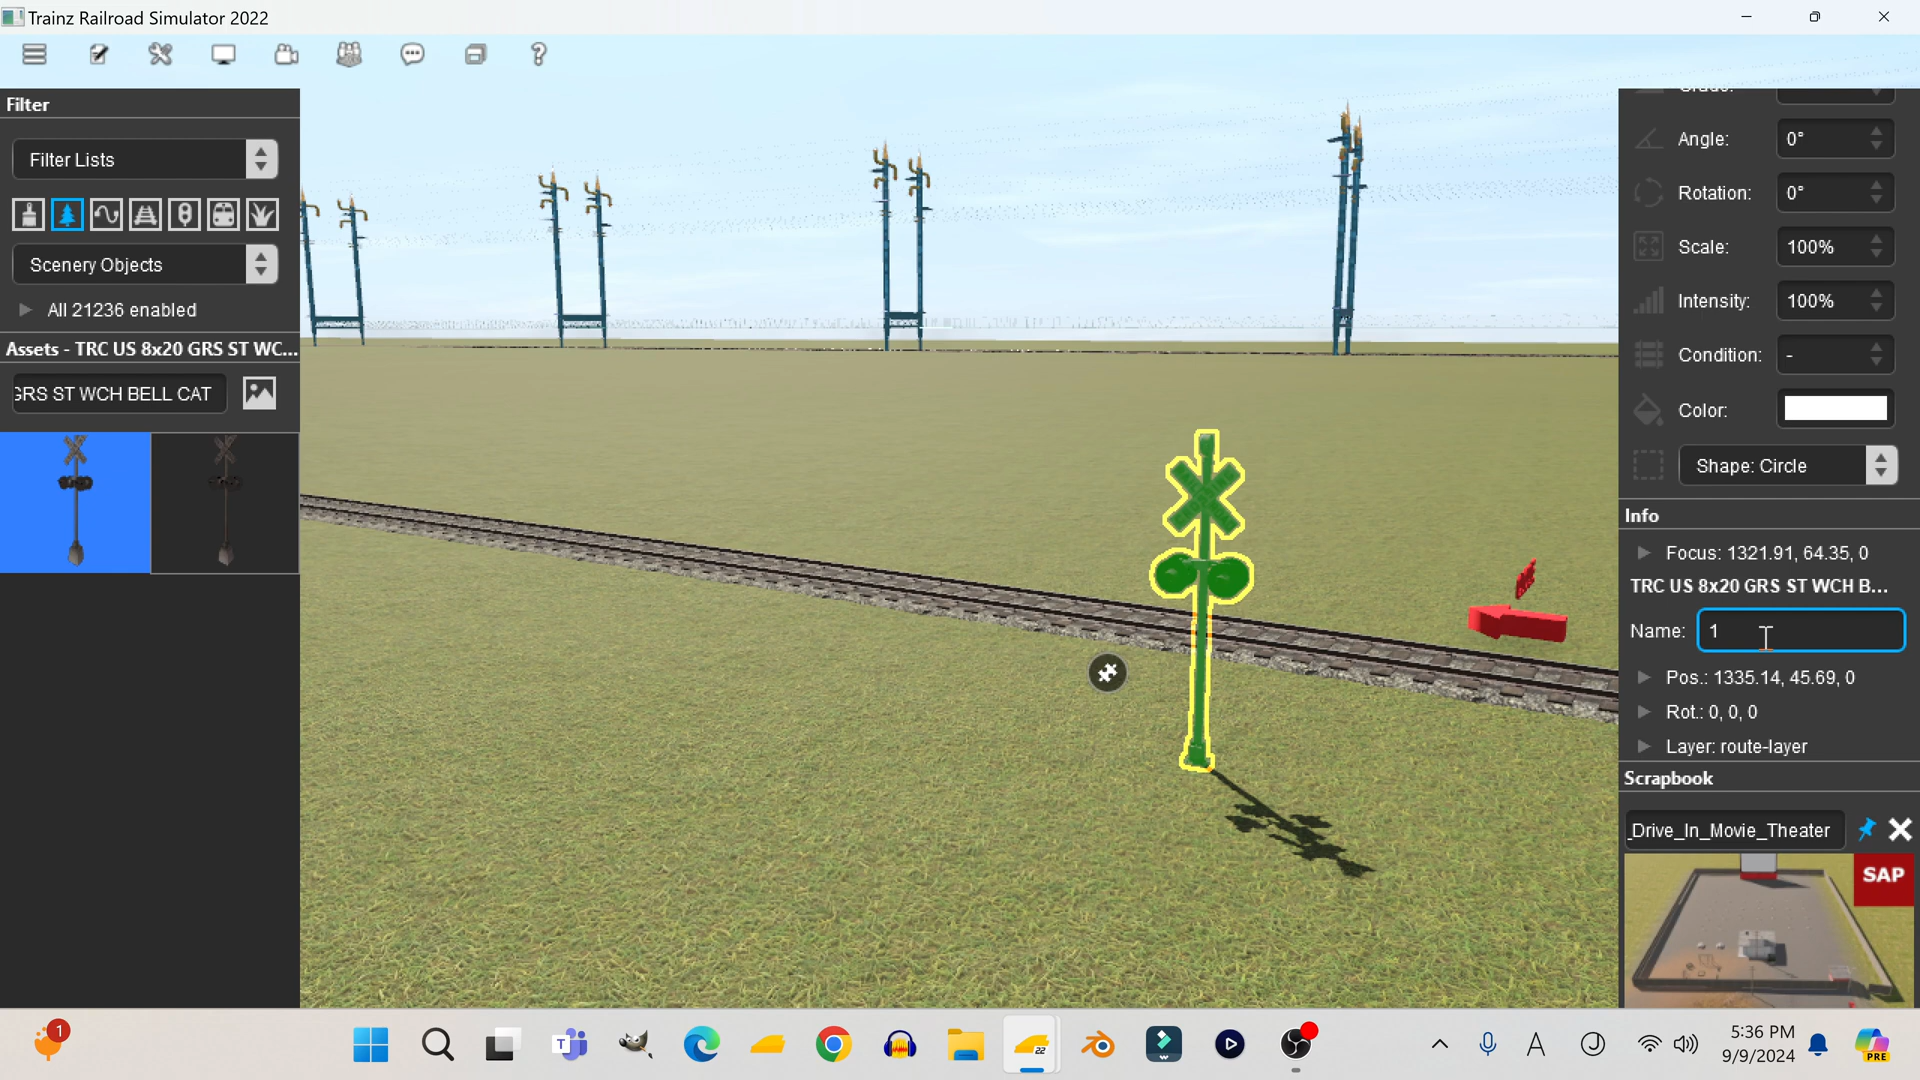 Trainz Railroad Simulator 2022
Filter
Filter Lists
Scenery Objects
All 21236 enabled
Assets - TRC US 8x20 GRS ST WC...
GRS ST WCH BELL CAT
Angle: 0°
Rotation: 0°
Scale: 100%
Intensity: 100%
Condition: -
Color:
Shape: Circle
Info
Focus: 1321.91, 64.35, 0
TRC US 8x20 GRS ST WCH B...
Name: 1
Pos.: 1335.14, 45.69, 0
Rot.: 0, 0, 0
Layer: route-layer
Scrapbook
_Drive_In_Movie_Theater
SAP
1
22
5:36 PM
9/9/2024
PRE